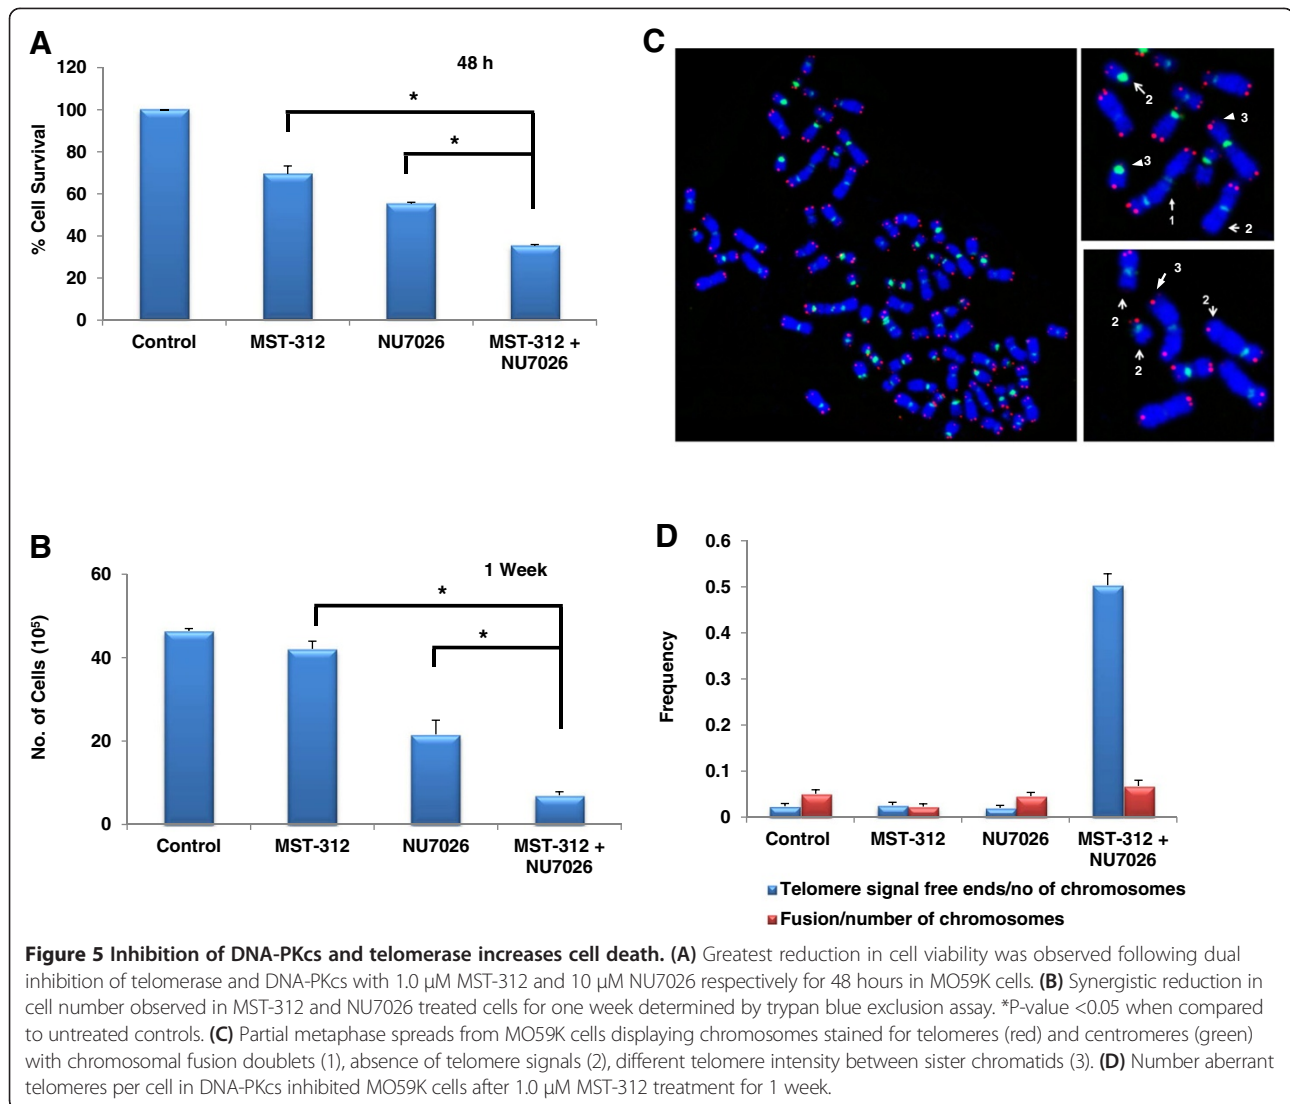 A
48 h
% Cell Survival
120
100
80
60
40
20
0
*
*
Control
MST-312
NU7026
MST-312 +
NU7026
C
2
3
3
1
2
3
2
2
2
B
1 Week
No. of Cells (10⁵)
60
40
20
0
*
*
Control
MST-312
NU7026
MST-312 +
NU7026
D
Frequency
0.6
0.5
0.4
0.3
0.2
0.1
0
Control
MST-312
NU7026
MST-312 +
NU7026
Telomere signal free ends/no of chromosomes
Fusion/number of chromosomes
Figure 5 Inhibition of DNA-PKcs and telomerase increases cell death. (A) Greatest reduction in cell viability was observed following dual
inhibition of telomerase and DNA-PKcs with 1.0 μM MST-312 and 10 μM NU7026 respectively for 48 hours in MO59K cells. (B) Synergistic reduction in
cell number observed in MST-312 and NU7026 treated cells for one week determined by trypan blue exclusion assay. *P-value <0.05 when compared
to untreated controls. (C) Partial metaphase spreads from MO59K cells displaying chromosomes stained for telomeres (red) and centromeres (green)
with chromosomal fusion doublets (1), absence of telomere signals (2), different telomere intensity between sister chromatids (3). (D) Number aberrant
telomeres per cell in DNA-PKcs inhibited MO59K cells after 1.0 μM MST-312 treatment for 1 week.